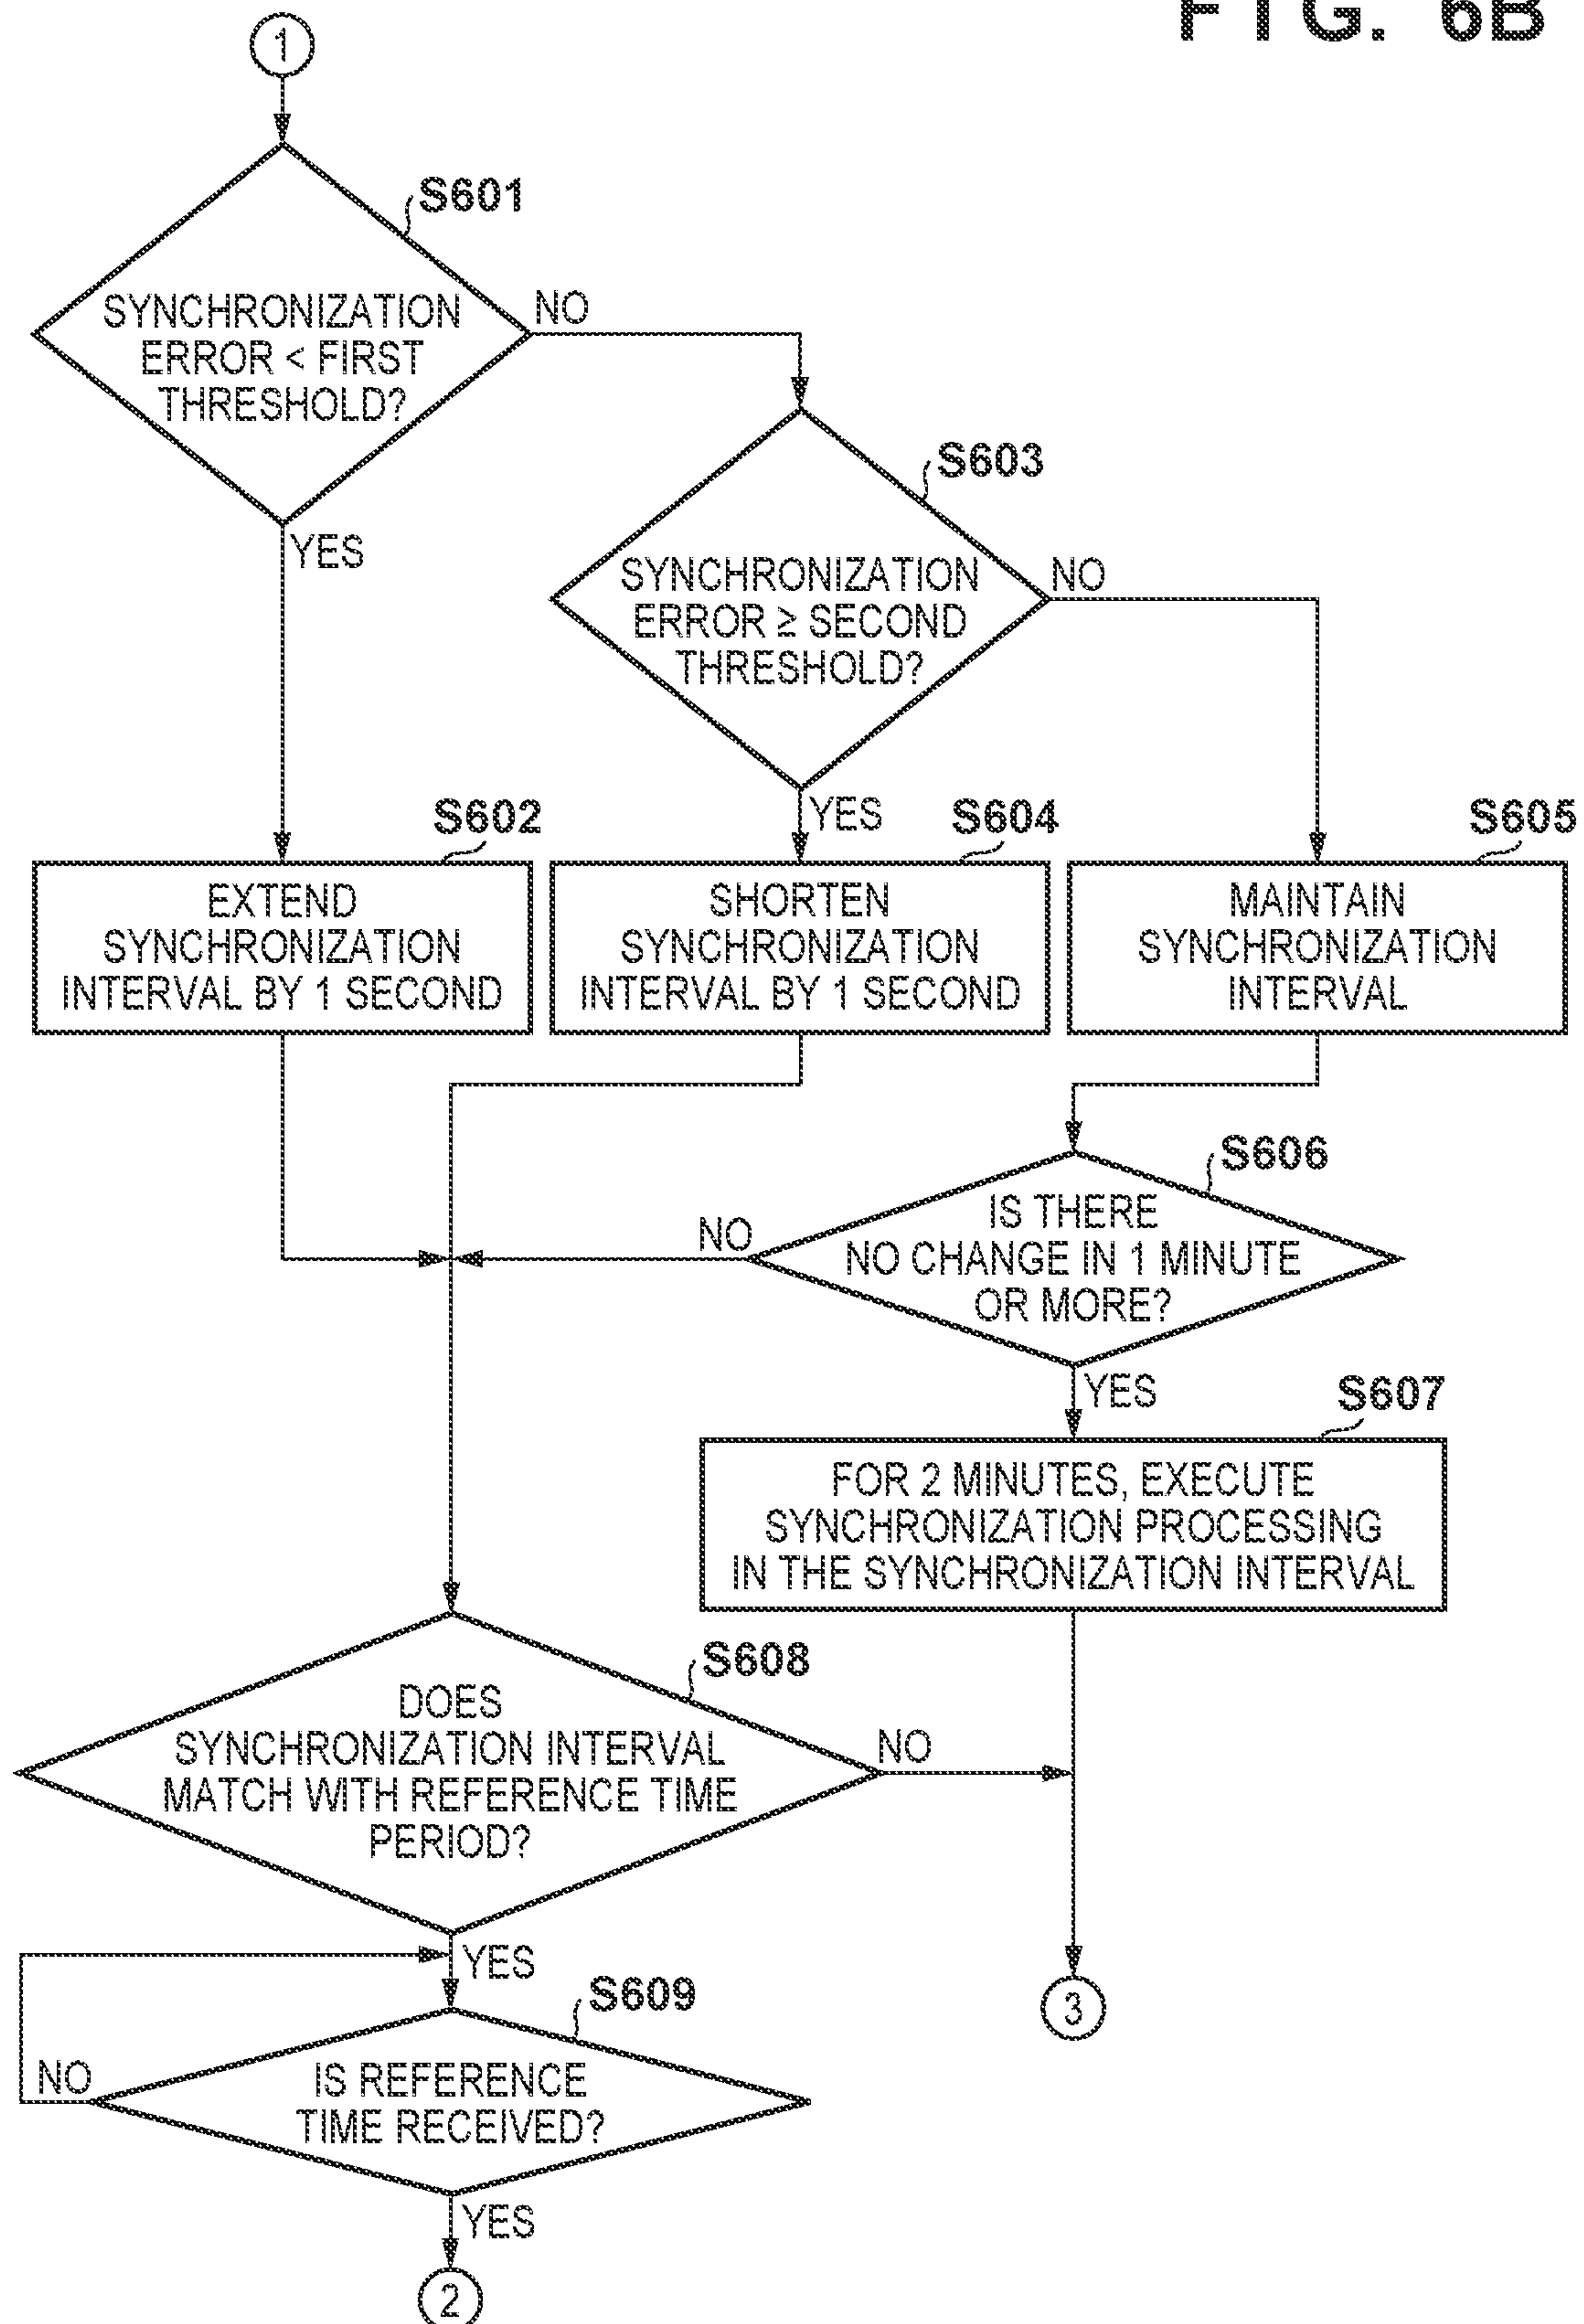 FIG. 6B
1
S601
SYNCHRONIZATION
ERROR < FIRST
THRESHOLD?
NO
YES
S603
SYNCHRONIZATION
ERROR ≥ SECOND
THRESHOLD?
NO
YES
S602
EXTEND
SYNCHRONIZATION
INTERVAL BY 1 SECOND
S604
SHORTEN
SYNCHRONIZATION
INTERVAL BY 1 SECOND
S605
MAINTAIN
SYNCHRONIZATION
INTERVAL
S606
IS THERE
NO CHANGE IN 1 MINUTE
OR MORE?
NO
YES
S607
FOR 2 MINUTES, EXECUTE
SYNCHRONIZATION PROCESSING
IN THE SYNCHRONIZATION INTERVAL
S608
DOES
SYNCHRONIZATION INTERVAL
MATCH WITH REFERENCE TIME
PERIOD?
NO
YES
S609
IS REFERENCE
TIME RECEIVED?
NO
YES
3
2